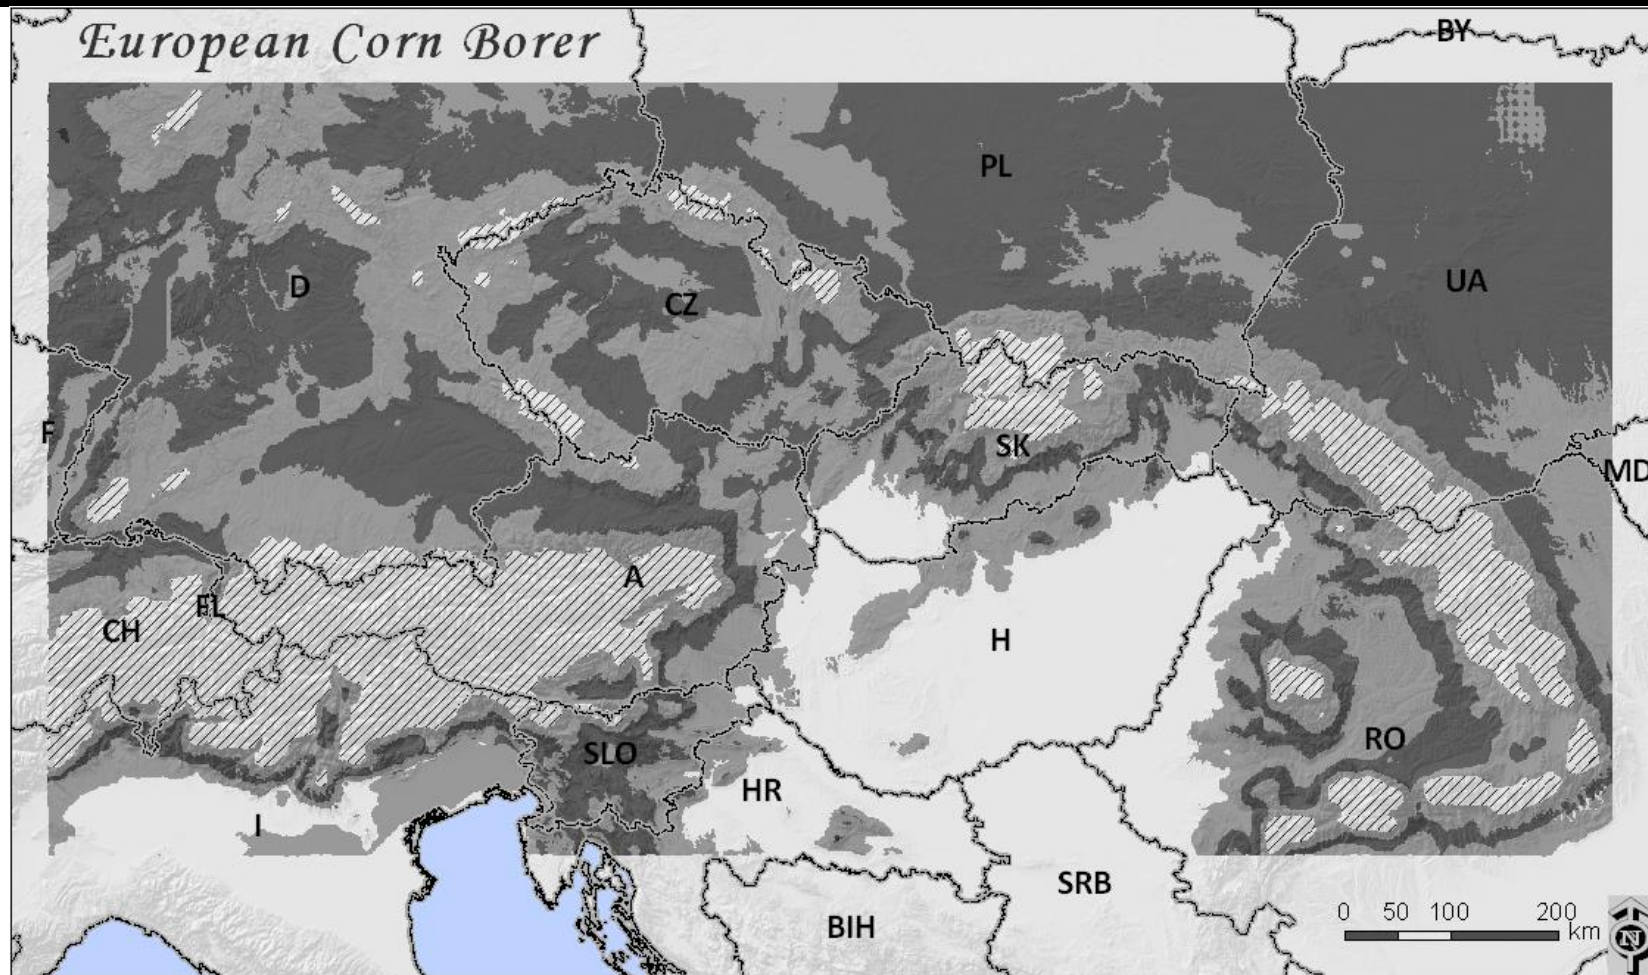 European Corn Borer
BY
PL
D
UA
CZ
F
SK
MD
A
FL
CH
H
RO
SLO
HR
I
SRB
BIH
0 50 100 200
km
N